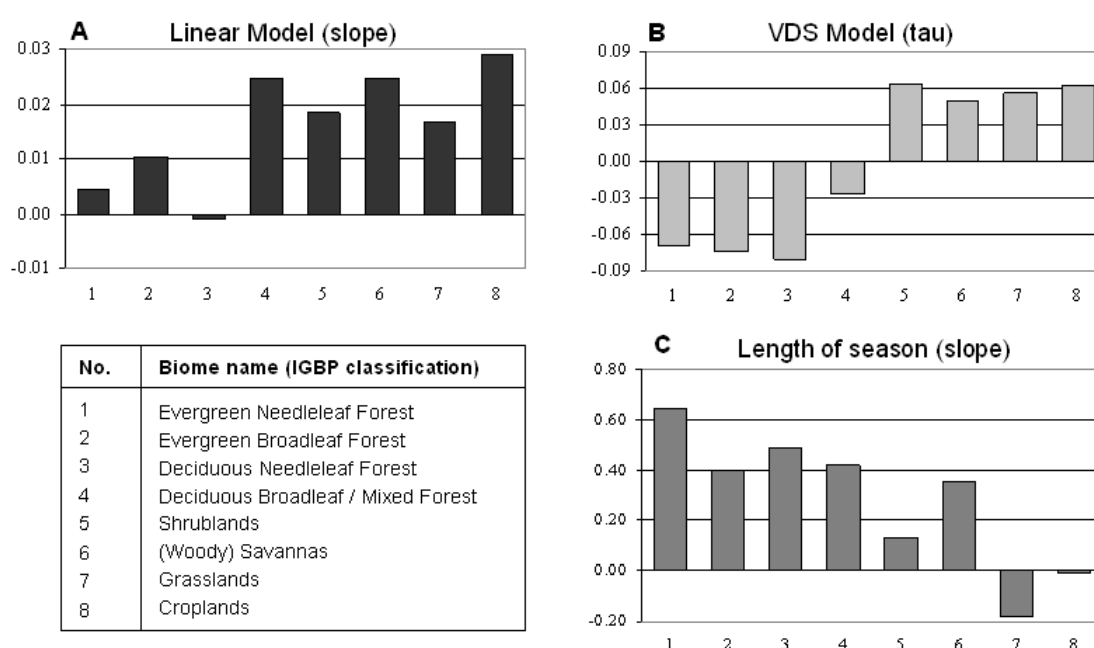 A Linear Model (slope)
0.03
0.02
0.01
0.00
-0.01
1 2 3 4 5 6 7 8
B VDS Model (tau)
0.09
0.06
0.03
0.00
-0.03
-0.06
-0.09
1 2 3 4 5 6 7 8
No. Biome name (IGBP classification)
1 Evergreen Needleleaf Forest
2 Evergreen Broadleaf Forest
3 Deciduous Needleleaf Forest
4 Deciduous Broadleaf / Mixed Forest
5 Shrublands
6 (Woody) Savannas
7 Grasslands
8 Croplands
C Length of season (slope)
0.80
0.60
0.40
0.20
0.00
-0.20
1 2 3 4 5 6 7 8